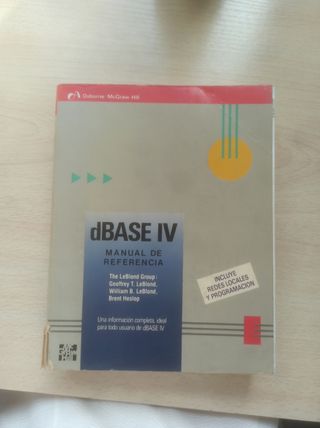 Osborne McGraw-Hill
dBASE IV
MANUAL DE
REFERENCIA
The LeBlond Group:
Geoffrey T. LeBlond,
William B. LeBlond,
Brent Heslop
INCLUYE
REDES LOCALES
Y PROGRAMACION
Una información completa, ideal
para todo usuario de dBASE IV